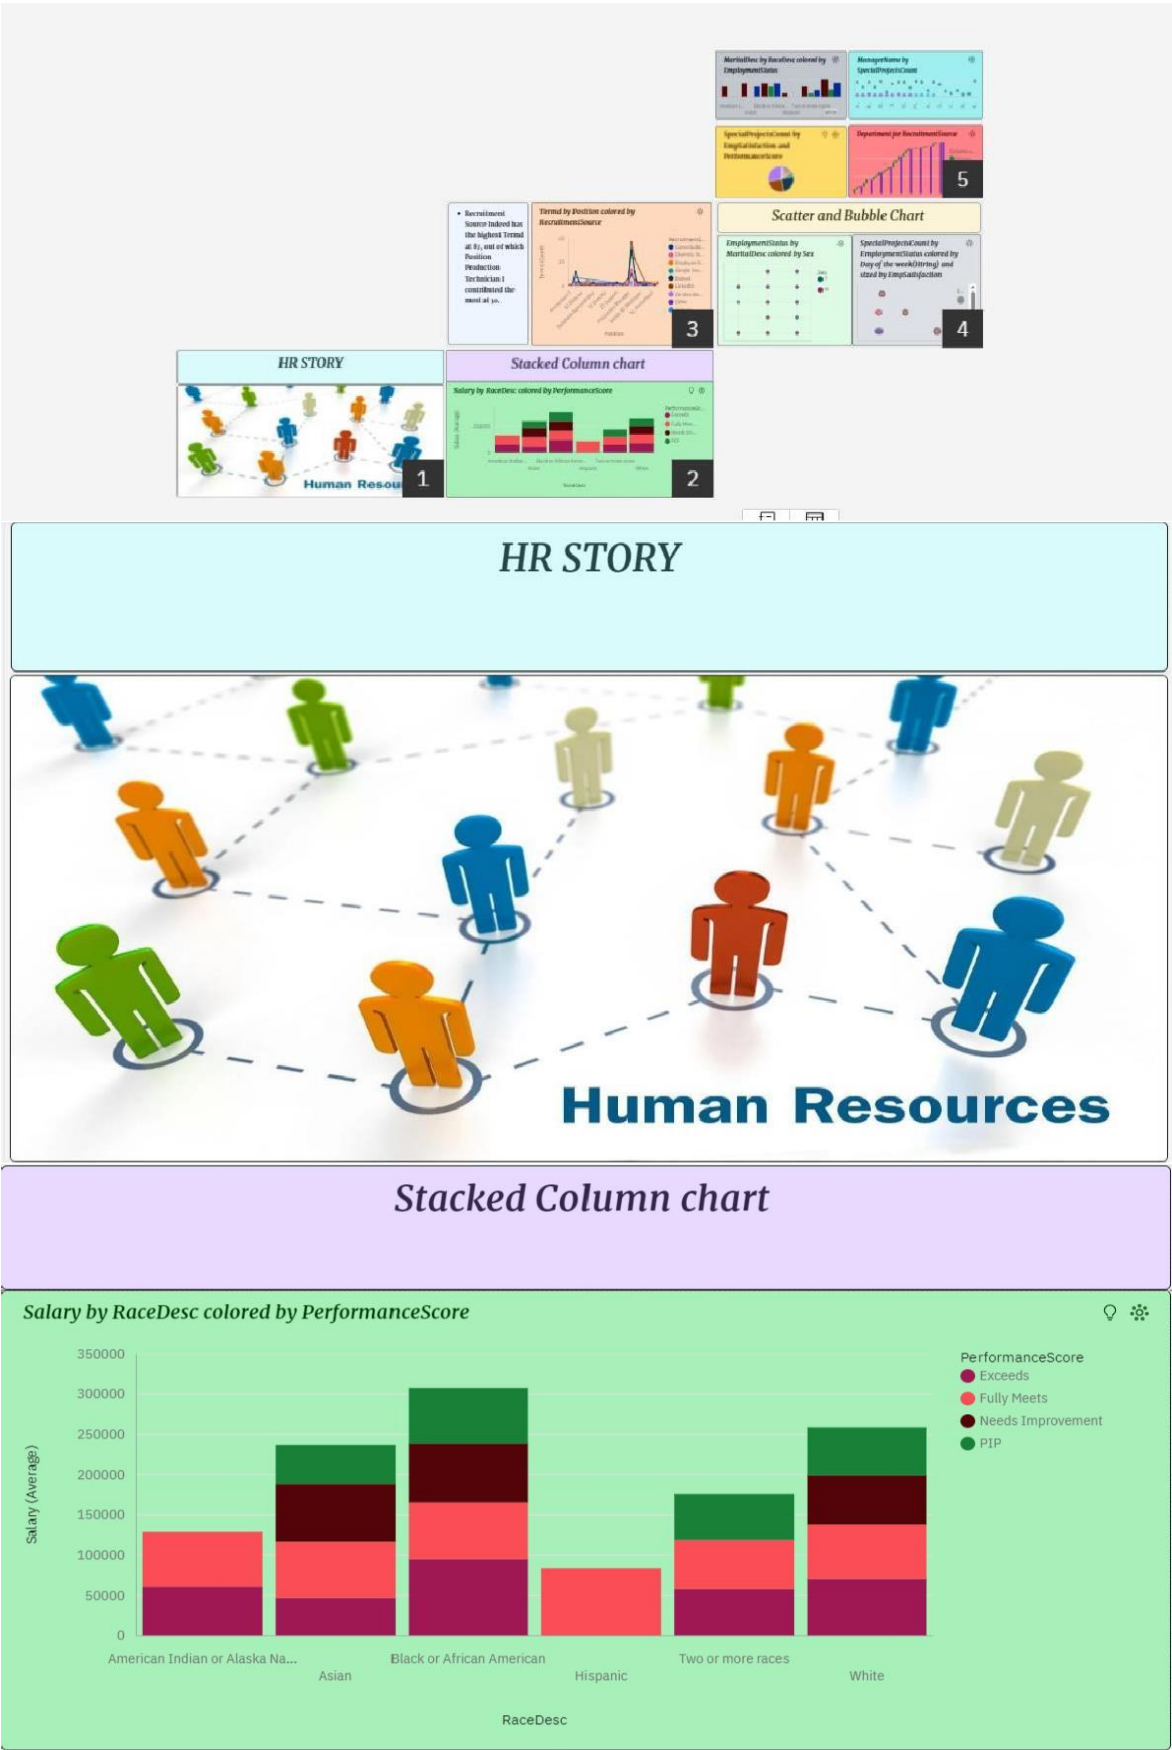 MaritalDesc by RaceDesc colored by
EmploymentStatus
ManagerName by
SpecialProjectsCount
SpecialProjectsCount by
EmpSatisfaction and
PerformanceScore
Department for RecruitmentSource
5
• Recruitment
Source Indeed has
the highest Termd
at 87, out of which
Position
Production
Technician I
contributed the
most at 30.
Termd by Position colored by
RecruitmentSource
3
Scatter and Bubble Chart
EmploymentStatus by
MaritalDesc colored by Sex
SpecialProjectsCount by
EmploymentStatus colored by
Day of the week(String) and
sized by EmpSatisfaction
4
HR STORY
Human Resou
1
Stacked Column chart
Salary by RaceDesc colored by PerformanceScore
2
HR STORY
Human Resources
Stacked Column chart
Salary by RaceDesc colored by PerformanceScore
Salary (Average)
350000
300000
250000
200000
150000
100000
50000
0
PerformanceScore
Exceeds
Fully Meets
Needs Improvement
PIP
American Indian or Alaska Na...
Asian
Black or African American
Hispanic
Two or more races
White
RaceDesc